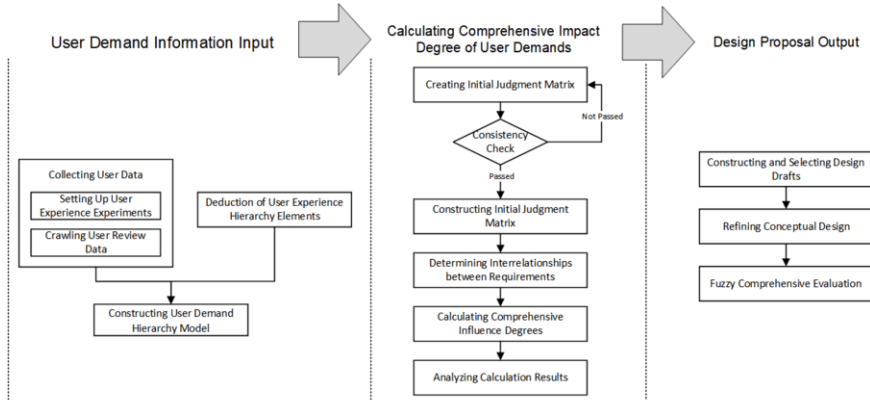 User Demand Information Input
Calculating Comprehensive Impact
Degree of User Demands
Design Proposal Output
Collecting User Data
Setting Up User
Experience Experiments
Crawling User Review
Data
Deduction of User Experience
Hierarchy Elements
Constructing User Demand
Hierarchy Model
Creating Initial Judgment Matrix
Not Passed
Consistency
Check
Passed
Constructing Initial Judgment
Matrix
Determining Interrelationships
between Requirements
Calculating Comprehensive
Influence Degrees
Analyzing Calculation Results
Constructing and Selecting Design
Drafts
Refining Conceptual Design
Fuzzy Comprehensive Evaluation